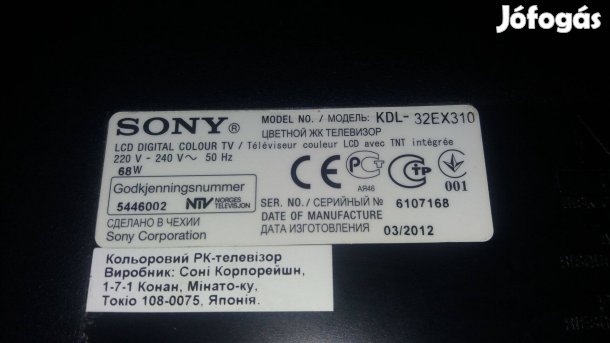 Jófogás
SONY®
MODEL NO. / МОДЕЛЬ: KDL- 32EX310
ЦВЕТНОЙ ЖК ТЕЛЕВИЗОР
LCD DIGITAL COLOUR TV / Téléviseur couleur LCD avec TNT intégrée
220 V - 240 V~ 50 Hz
68W
Godkjenningsnummer
5446002 NTV NORGES TELEVISJON
CE
AR46
001
SER. NO. / СЕРИЙНЫЙ № 6107168
DATE OF MANUFACTURE
ДАТА ИЗГОТОВЛЕНИЯ 03/2012
СДЕЛАНО В ЧЕХИИ
Sony Corporation
Кольоровий РК-телевізор
Виробник: Соні Корпорейшн,
1-7-1 Конан, Мінато-ку,
Токіо 108-0075, Японія.